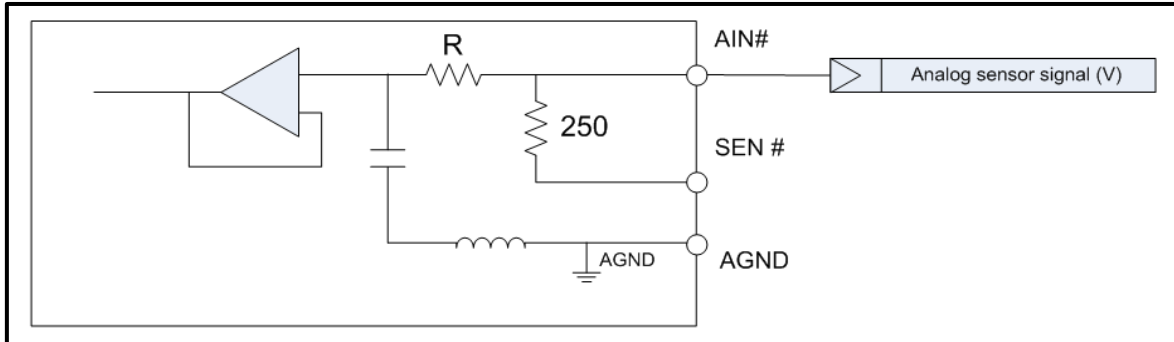 R
AIN#
Analog sensor signal (V)
250
SEN #
AGND
AGND